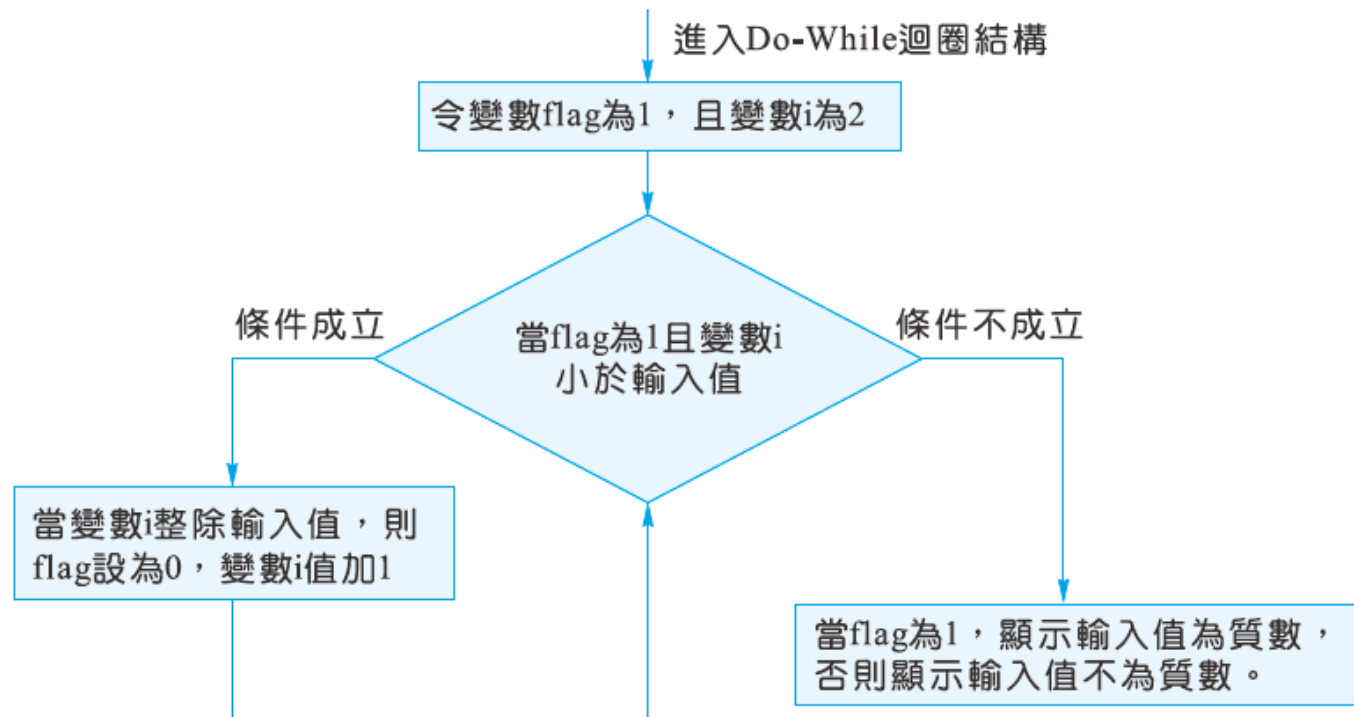 進入Do-While迴圈結構
令變數flag為1，且變數i為2
條件成立
當flag為1且變數i
小於輸入值
條件不成立
當變數i整除輸入值，則
flag設為0，變數i值加1
當flag為1，顯示輸入值為質數，
否則顯示輸入值不為質數。